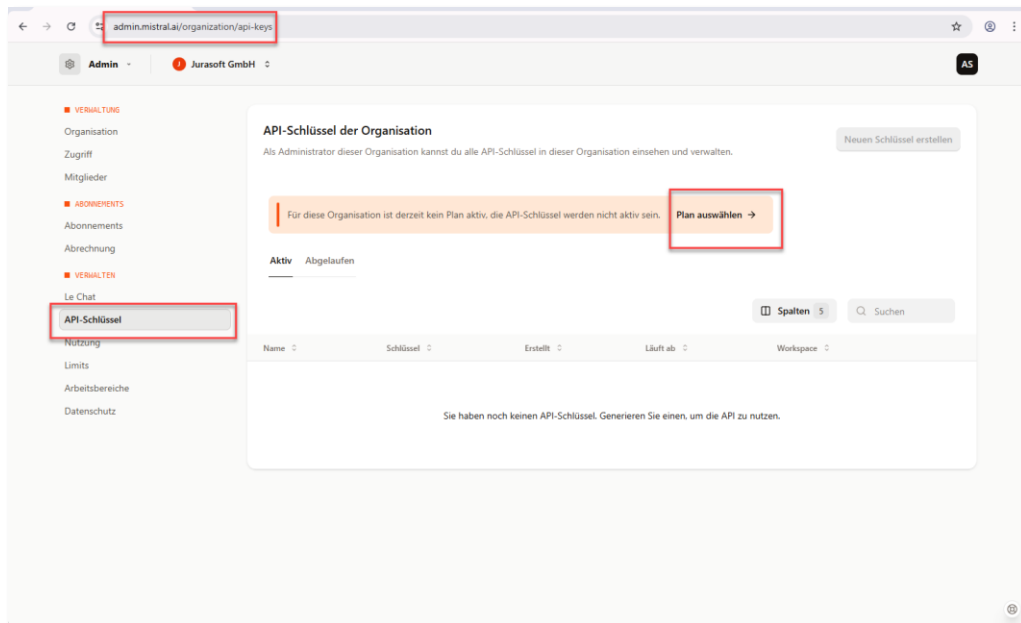 admin.mistral.ai/organization/api-keys
Admin
J Jurasoft GmbH
AS
VERWALTUNG
Organisation
Zugriff
Mitglieder
ABONNEMENTS
Abonnements
Abrechnung
VERWALTEN
Le Chat
API-Schlüssel
Nutzung
Limits
Arbeitsbereiche
Datenschutz
API-Schlüssel der Organisation
Neuen Schlüssel erstellen
Als Administrator dieser Organisation kannst du alle API-Schlüssel in dieser Organisation einsehen und verwalten.
Für diese Organisation ist derzeit kein Plan aktiv, die API-Schlüssel werden nicht aktiv sein. Plan auswählen →
Aktiv Abgelaufen
Spalten 5 Suchen
Name Schlüssel Erstellt Läuft ab Workspace
Sie haben noch keinen API-Schlüssel. Generieren Sie einen, um die API zu nutzen.